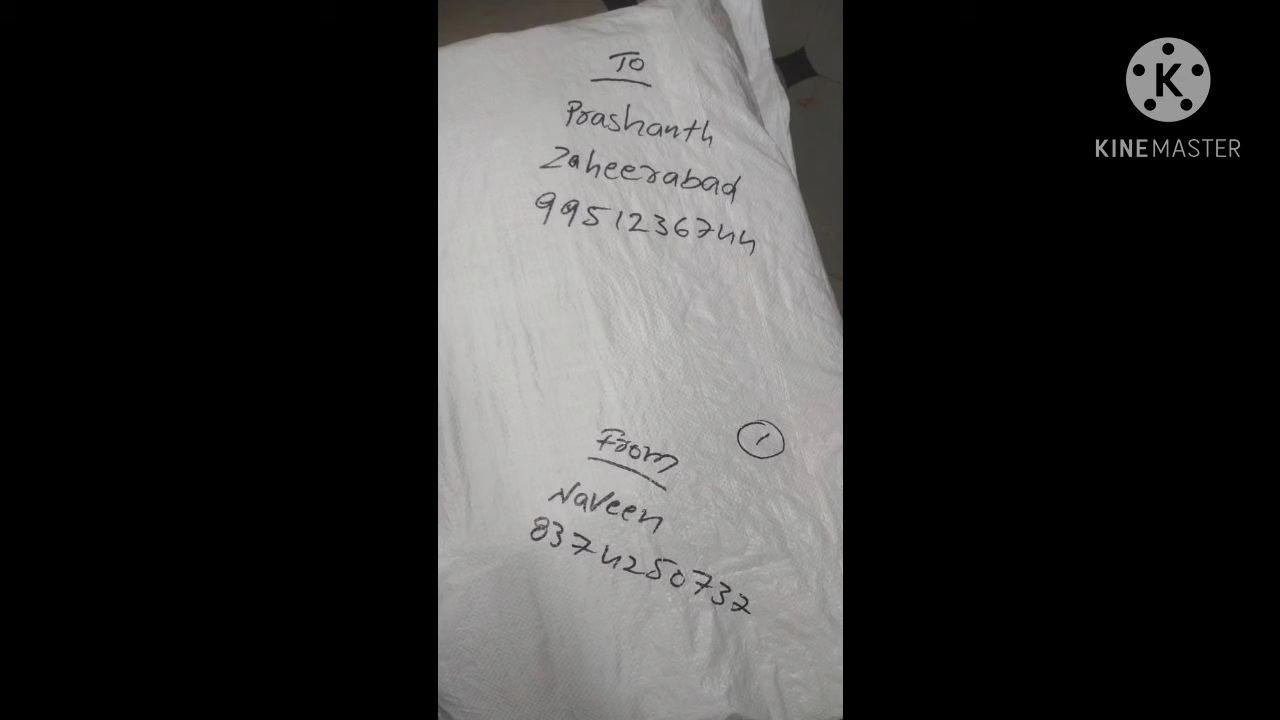 To
Prashanth
Zaheerabad
9951236744
1
From
Naveen
8374250732
K
KINEMASTER